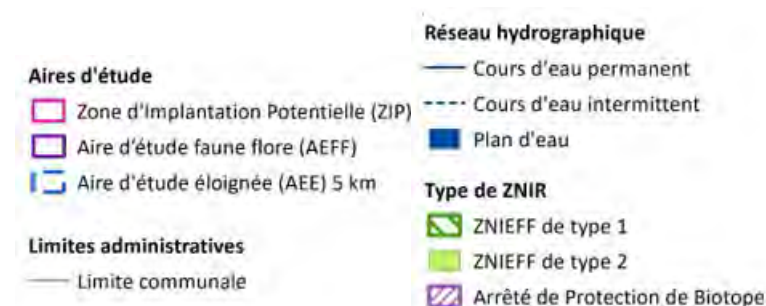 Aires d'étude
Zone d'Implantation Potentielle (ZIP)
Aire d'étude faune flore (AEFF)
Aire d'étude éloignée (AEE) 5 km
Limites administratives
Limite communale
Réseau hydrographique
Cours d'eau permanent
Cours d'eau intermittent
Plan d'eau
Type de ZNIR
ZNIEFF de type 1
ZNIEFF de type 2
Arrêté de Protection de Biotope